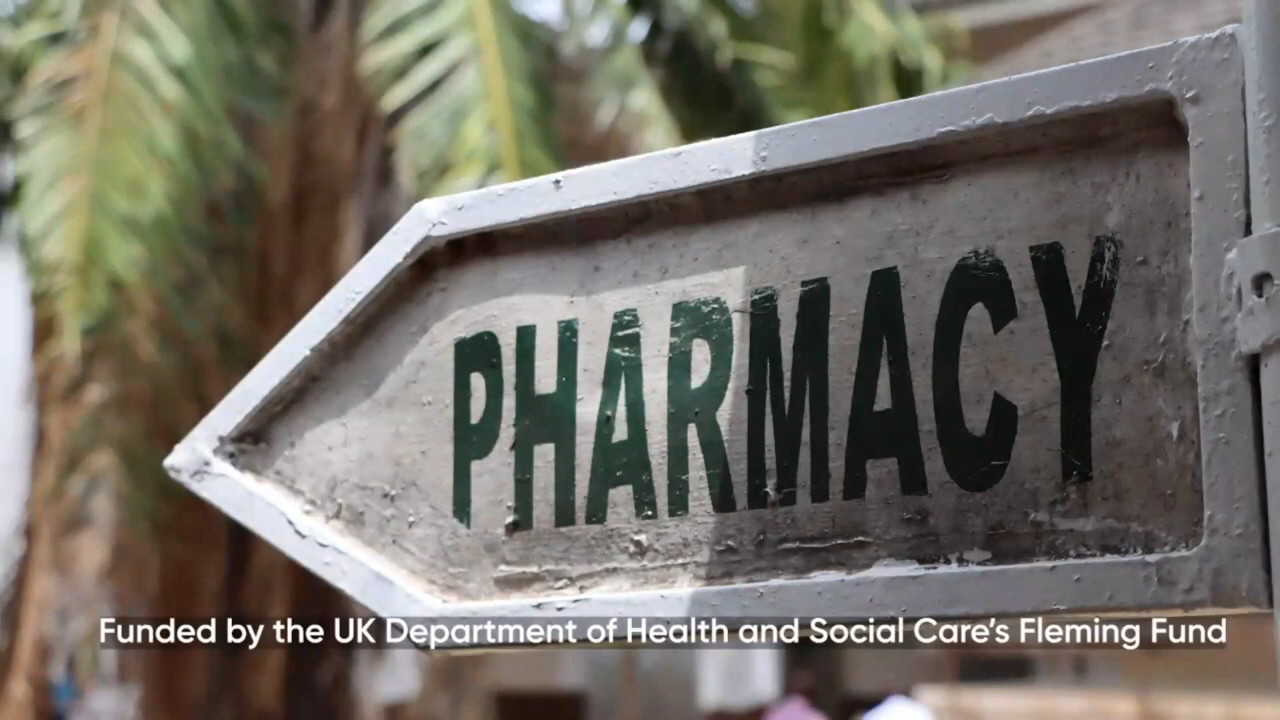 PHARMACY
Funded by the UK Department of Health and Social Care’s Fleming Fund